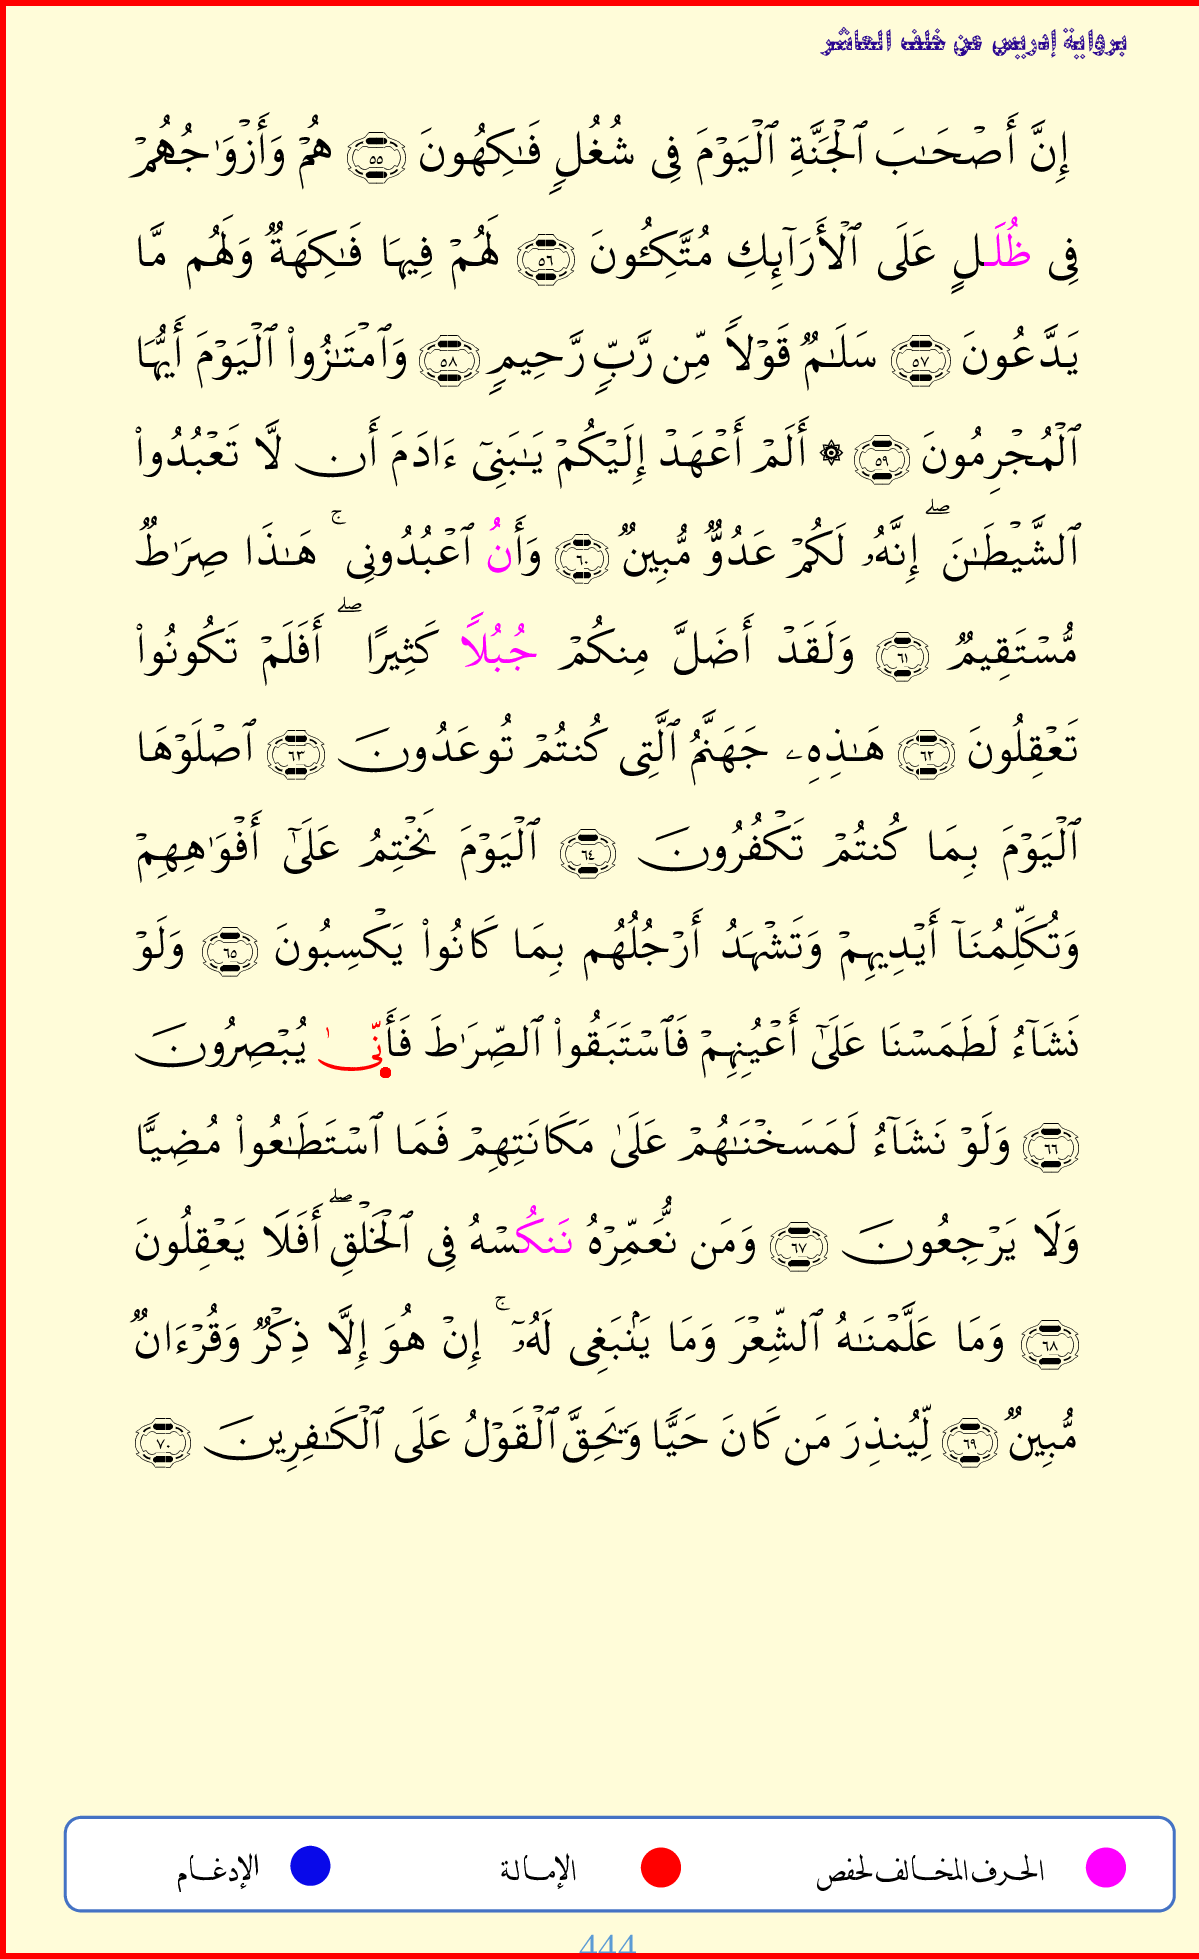 برواية إدريس عن خلف العاشر
إِنَّ أَصْحَٰبَ ٱلْجَنَّةِ ٱلْيَوْمَ فِى شُغُلٍ فَٰكِهُونَ ٥٥ هُمْ وَأَزْوَٰجُهُمْ
فِى ظُلَلٍ عَلَى ٱلْأَرَآئِكِ مُتَّكِـُٔونَ ٥٦ لَهُمْ فِيهَا فَٰكِهَةٌ وَلَهُم مَّا
يَدَّعُونَ ٥٧ سَلَٰمٌ قَوْلًا مِّن رَّبٍّ رَّحِيمٍ ٥٨ وَٱمْتَٰزُوا۟ ٱلْيَوْمَ أَيُّهَا
ٱلْمُجْرِمُونَ ٥٩ ۞ أَلَمْ أَعْهَدْ إِلَيْكُمْ يَٰبَنِىٓ ءَادَمَ أَن لَّا تَعْبُدُوا۟
ٱلشَّيْطَٰنَ ۖ إِنَّهُۥ لَكُمْ عَدُوٌّ مُّبِينٌ ٦٠ وَأَنُ ٱعْبُدُونِى ۚ هَٰذَا صِرَٰطٌ
مُّسْتَقِيمٌ ٦١ وَلَقَدْ أَضَلَّ مِنكُمْ جُبُلًا كَثِيرًا ۖ أَفَلَمْ تَكُونُوا۟
تَعْقِلُونَ ٦٢ هَٰذِهِۦ جَهَنَّمُ ٱلَّتِى كُنتُمْ تُوعَدُونَ ٦٣ ٱصْلَوْهَا
ٱلْيَوْمَ بِمَا كُنتُمْ تَكْفُرُونَ ٦٤ ٱلْيَوْمَ نَخْتِمُ عَلَىٰٓ أَفْوَٰهِهِمْ
وَتُكَلِّمُنَآ أَيْدِيهِمْ وَتَشْهَدُ أَرْجُلُهُم بِمَا كَانُوا۟ يَكْسِبُونَ ٦٥ وَلَوْ
نَشَآءُ لَطَمَسْنَا عَلَىٰٓ أَعْيُنِهِمْ فَٱسْتَبَقُوا۟ ٱلصِّرَٰطَ فَأَنَّىٰ يُبْصِرُونَ
٦٦ وَلَوْ نَشَآءُ لَمَسَخْنَٰهُمْ عَلَىٰ مَكَانَتِهِمْ فَمَا ٱسْتَطَٰعُوا۟ مُضِيًّا
وَلَا يَرْجِعُونَ ٦٧ وَمَن نُّعَمِّرْهُ نَنكُسْهُ فِى ٱلْخَلْقِ ۖ أَفَلَا يَعْقِلُونَ
٦٨ وَمَا عَلَّمْنَٰهُ ٱلشِّعْرَ وَمَا يَنۢبَغِى لَهُۥٓ ۚ إِنْ هُوَ إِلَّا ذِكْرٌ وَقُرْءَانٌ
مُّبِينٌ ٦٩ لِّيُنذِرَ مَن كَانَ حَيًّا وَيَحِقَّ ٱلْقَوْلُ عَلَى ٱلْكَٰفِرِينَ ٧٠
الحرف المخالف لحفص الإمالة الإدغام
444